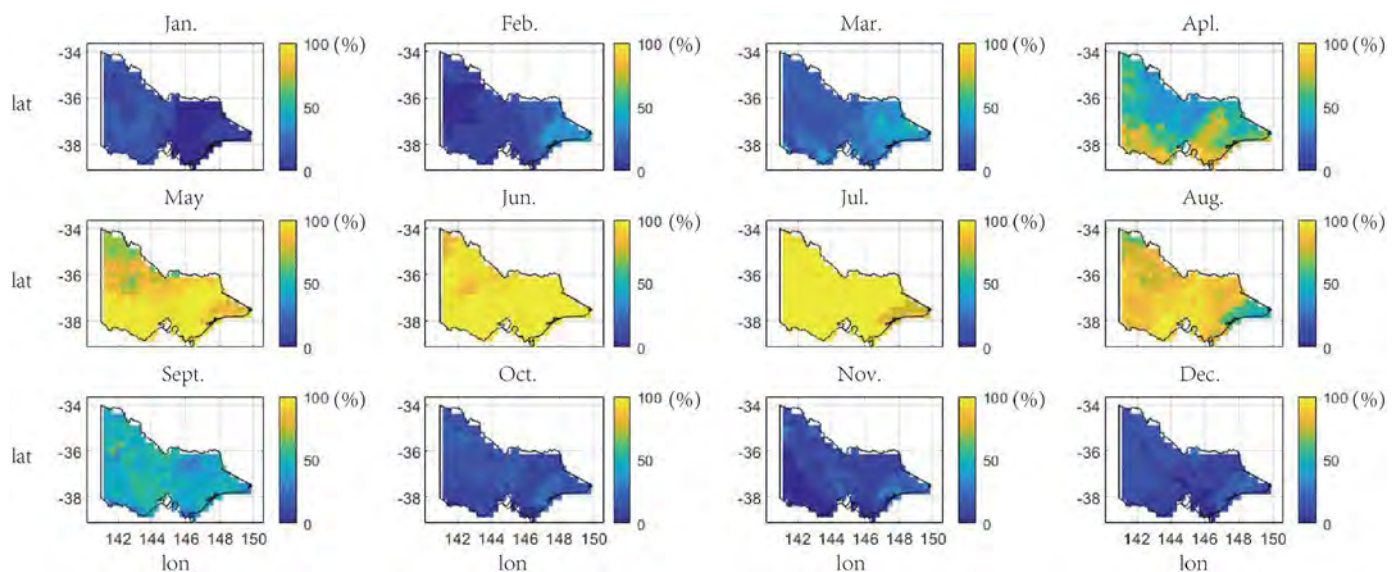 Jan. Feb. Mar. Apl.
-34 100 (%) -34 100 (%) -34 100 (%) -34 100 (%)
lat -36 50 -36 50 -36 50 -36 50
-38 0 -38 0 -38 0 -38 0
May Jun. Jul. Aug.
-34 100 (%) -34 100 (%) -34 100 (%) -34 100 (%)
lat -36 50 -36 50 -36 50 -36 50
-38 0 -38 0 -38 0 -38 0
Sept. Oct. Nov. Dec.
-34 100 (%) -34 100 (%) -34 100 (%) -34 100 (%)
lat -36 50 -36 50 -36 50 -36 50
-38 0 -38 0 -38 0 -38 0
142 144 146 148 150 142 144 146 148 150 142 144 146 148 150 142 144 146 148 150
lon lon lon lon